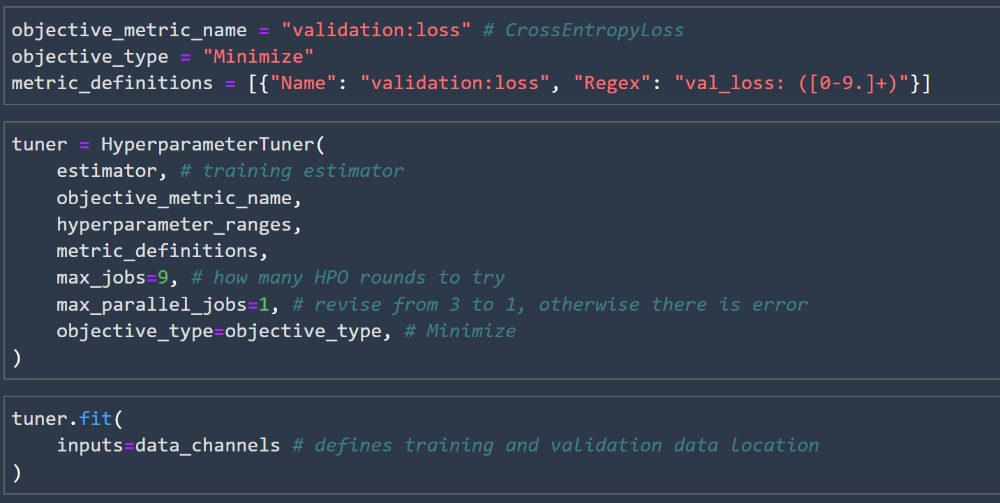 objective_metric_name = "validation:loss" # CrossEntropyLoss
objective_type = "Minimize"
metric_definitions = [{"Name": "validation:loss", "Regex": "val_loss: ([0-9.]+)"}]
tuner = HyperparameterTuner(
    estimator, # training estimator
    objective_metric_name,
    hyperparameter_ranges,
    metric_definitions,
    max_jobs=9, # how many HPO rounds to try
    max_parallel_jobs=1, # revise from 3 to 1, otherwise there is error
    objective_type=objective_type, # Minimize
)
tuner.fit(
    inputs=data_channels # defines training and validation data location
)